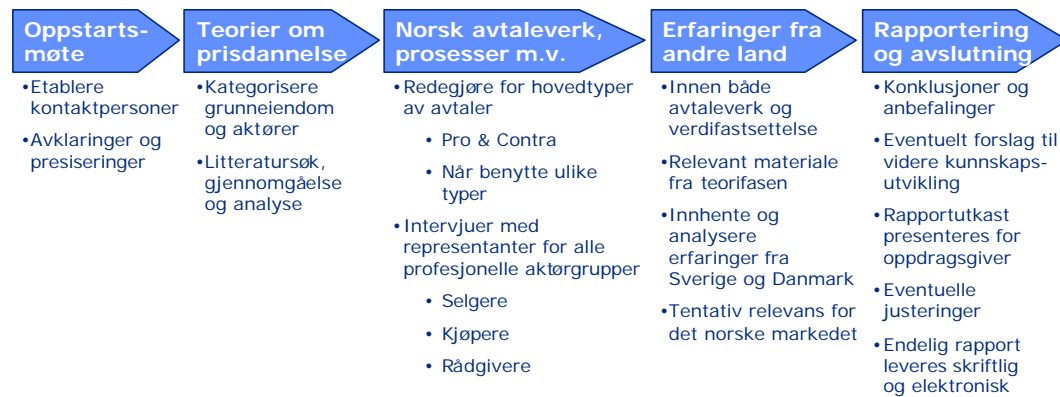 Oppstarts-
møte
•Etablere
kontaktpersoner
•Avklaringer og
presiseringer
Teorier om
prisdannelse
•Kategorisere
grunneiendom
og aktører
•Litteratursøk,
gjennomgåelse
og analyse
Norsk avtaleverk,
prosesser m.v.
•Redegjøre for hovedtyper
av avtaler
• Pro & Contra
• Når benytte ulike
typer
•Intervjuer med
representanter for alle
profesjonelle aktørgrupper
• Selgere
• Kjøpere
• Rådgivere
Erfaringer fra
andre land
•Innen både
avtaleverk og
verdifastsettelse
•Relevant materiale
fra teorifasen
•Innhente og
analysere
erfaringer fra
Sverige og Danmark
•Tentativ relevans for
det norske markedet
Rapportering
og avslutning
•Konklusjoner og
anbefalinger
•Eventuelt forslag til
videre kunnskaps-
utvikling
•Rapportutkast
presenteres for
oppdragsgiver
•Eventuelle
justeringer
•Endelig rapport
leveres skriftlig
og elektronisk